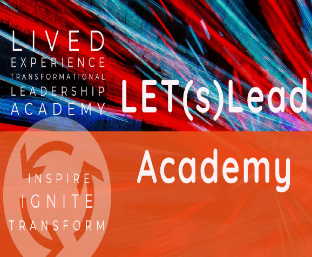 LIVED
EXPERIENCE
TRANSFORMATIONAL
LEADERSHIP
ACADEMY
LET(s)Lead
Academy
INSPIRE
IGNITE
TRANSFORM